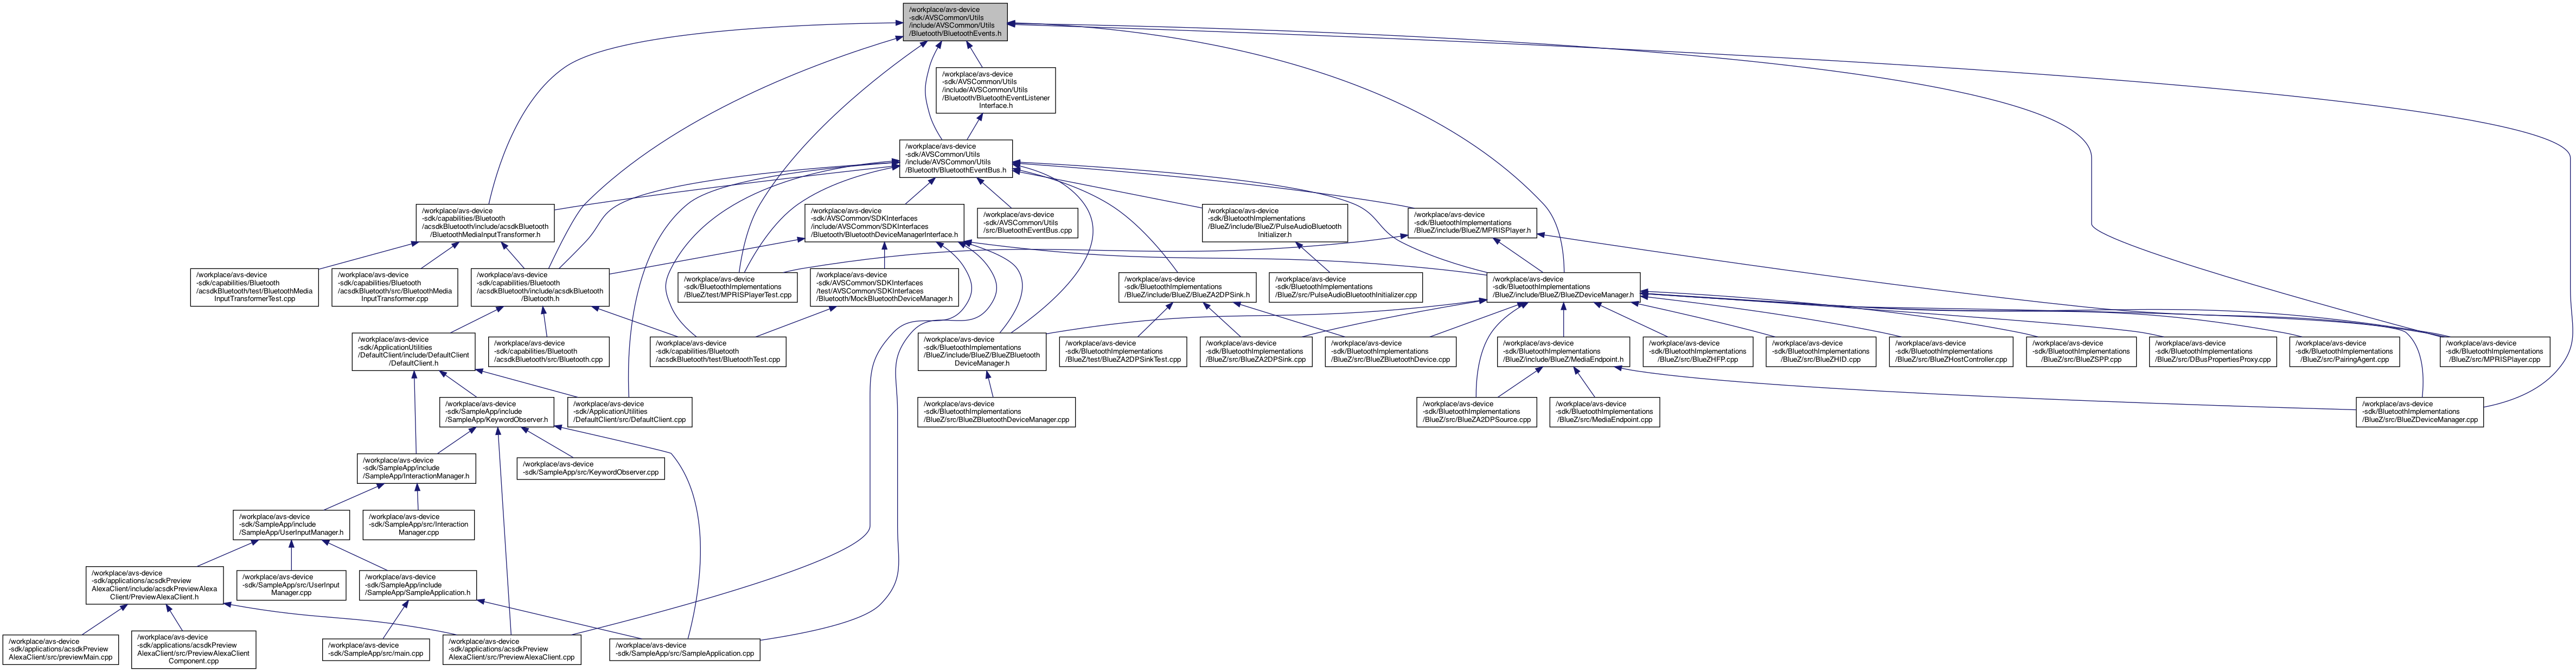 /workplace/avs-device
-sdk/AVSCommon/Utils
/include/AVSCommon/Utils
/Bluetooth/BluetoothEvents.h
/workplace/avs-device
-sdk/AVSCommon/Utils
/include/AVSCommon/Utils
/Bluetooth/BluetoothEventListener
Interface.h
/workplace/avs-device
-sdk/AVSCommon/Utils
/include/AVSCommon/Utils
/Bluetooth/BluetoothEventBus.h
/workplace/avs-device
-sdk/capabilities/Bluetooth
/acsdkBluetooth/include/acsdkBluetooth
/BluetoothMediaInputTransformer.h
/workplace/avs-device
-sdk/AVSCommon/SDKInterfaces
/include/AVSCommon/SDKInterfaces
/Bluetooth/BluetoothDeviceManagerInterface.h
/workplace/avs-device
-sdk/AVSCommon/Utils
/src/BluetoothEventBus.cpp
/workplace/avs-device
-sdk/BluetoothImplementations
/BlueZ/include/BlueZ/PulseAudioBluetooth
Initializer.h
/workplace/avs-device
-sdk/BluetoothImplementations
/BlueZ/include/BlueZ/MPRISPlayer.h
/workplace/avs-device
-sdk/capabilities/Bluetooth
/acsdkBluetooth/test/BluetoothMedia
InputTransformerTest.cpp
/workplace/avs-device
-sdk/capabilities/Bluetooth
/acsdkBluetooth/src/BluetoothMedia
InputTransformer.cpp
/workplace/avs-device
-sdk/capabilities/Bluetooth
/acsdkBluetooth/include/acsdkBluetooth
/Bluetooth.h
/workplace/avs-device
-sdk/BluetoothImplementations
/BlueZ/test/MPRISPlayerTest.cpp
/workplace/avs-device
-sdk/AVSCommon/SDKInterfaces
/test/AVSCommon/SDKInterfaces
/Bluetooth/MockBluetoothDeviceManager.h
/workplace/avs-device
-sdk/BluetoothImplementations
/BlueZ/include/BlueZ/BlueZA2DPSink.h
/workplace/avs-device
-sdk/BluetoothImplementations
/BlueZ/src/PulseAudioBluetoothInitializer.cpp
/workplace/avs-device
-sdk/BluetoothImplementations
/BlueZ/include/BlueZ/BlueZDeviceManager.h
/workplace/avs-device
-sdk/ApplicationUtilities
/DefaultClient/include/DefaultClient
/DefaultClient.h
/workplace/avs-device
-sdk/capabilities/Bluetooth
/acsdkBluetooth/src/Bluetooth.cpp
/workplace/avs-device
-sdk/capabilities/Bluetooth
/acsdkBluetooth/test/BluetoothTest.cpp
/workplace/avs-device
-sdk/BluetoothImplementations
/BlueZ/include/BlueZ/BlueZBluetooth
DeviceManager.h
/workplace/avs-device
-sdk/BluetoothImplementations
/BlueZ/test/BlueZA2DPSinkTest.cpp
/workplace/avs-device
-sdk/BluetoothImplementations
/BlueZ/src/BlueZA2DPSink.cpp
/workplace/avs-device
-sdk/BluetoothImplementations
/BlueZ/src/BlueZBluetoothDevice.cpp
/workplace/avs-device
-sdk/BluetoothImplementations
/BlueZ/include/BlueZ/MediaEndpoint.h
/workplace/avs-device
-sdk/BluetoothImplementations
/BlueZ/src/BlueZHFP.cpp
/workplace/avs-device
-sdk/BluetoothImplementations
/BlueZ/src/BlueZHID.cpp
/workplace/avs-device
-sdk/BluetoothImplementations
/BlueZ/src/BlueZHostController.cpp
/workplace/avs-device
-sdk/BluetoothImplementations
/BlueZ/src/BlueZSPP.cpp
/workplace/avs-device
-sdk/BluetoothImplementations
/BlueZ/src/DBusPropertiesProxy.cpp
/workplace/avs-device
-sdk/BluetoothImplementations
/BlueZ/src/PairingAgent.cpp
/workplace/avs-device
-sdk/BluetoothImplementations
/BlueZ/src/MPRISPlayer.cpp
/workplace/avs-device
-sdk/SampleApp/include
/SampleApp/KeywordObserver.h
/workplace/avs-device
-sdk/ApplicationUtilities
/DefaultClient/src/DefaultClient.cpp
/workplace/avs-device
-sdk/BluetoothImplementations
/BlueZ/src/BlueZBluetoothDeviceManager.cpp
/workplace/avs-device
-sdk/BluetoothImplementations
/BlueZ/src/BlueZA2DPSource.cpp
/workplace/avs-device
-sdk/BluetoothImplementations
/BlueZ/src/MediaEndpoint.cpp
/workplace/avs-device
-sdk/BluetoothImplementations
/BlueZ/src/BlueZDeviceManager.cpp
/workplace/avs-device
-sdk/SampleApp/include
/SampleApp/InteractionManager.h
/workplace/avs-device
-sdk/SampleApp/src/KeywordObserver.cpp
/workplace/avs-device
-sdk/SampleApp/include
/SampleApp/UserInputManager.h
/workplace/avs-device
-sdk/SampleApp/src/Interaction
Manager.cpp
/workplace/avs-device
-sdk/applications/acsdkPreview
AlexaClient/include/acsdkPreviewAlexa
Client/PreviewAlexaClient.h
/workplace/avs-device
-sdk/SampleApp/src/UserInput
Manager.cpp
/workplace/avs-device
-sdk/SampleApp/include
/SampleApp/SampleApplication.h
/workplace/avs-device
-sdk/applications/acsdkPreview
AlexaClient/src/previewMain.cpp
/workplace/avs-device
-sdk/applications/acsdkPreview
AlexaClient/src/PreviewAlexaClient
Component.cpp
/workplace/avs-device
-sdk/SampleApp/src/main.cpp
/workplace/avs-device
-sdk/applications/acsdkPreview
AlexaClient/src/PreviewAlexaClient.cpp
/workplace/avs-device
-sdk/SampleApp/src/SampleApplication.cpp